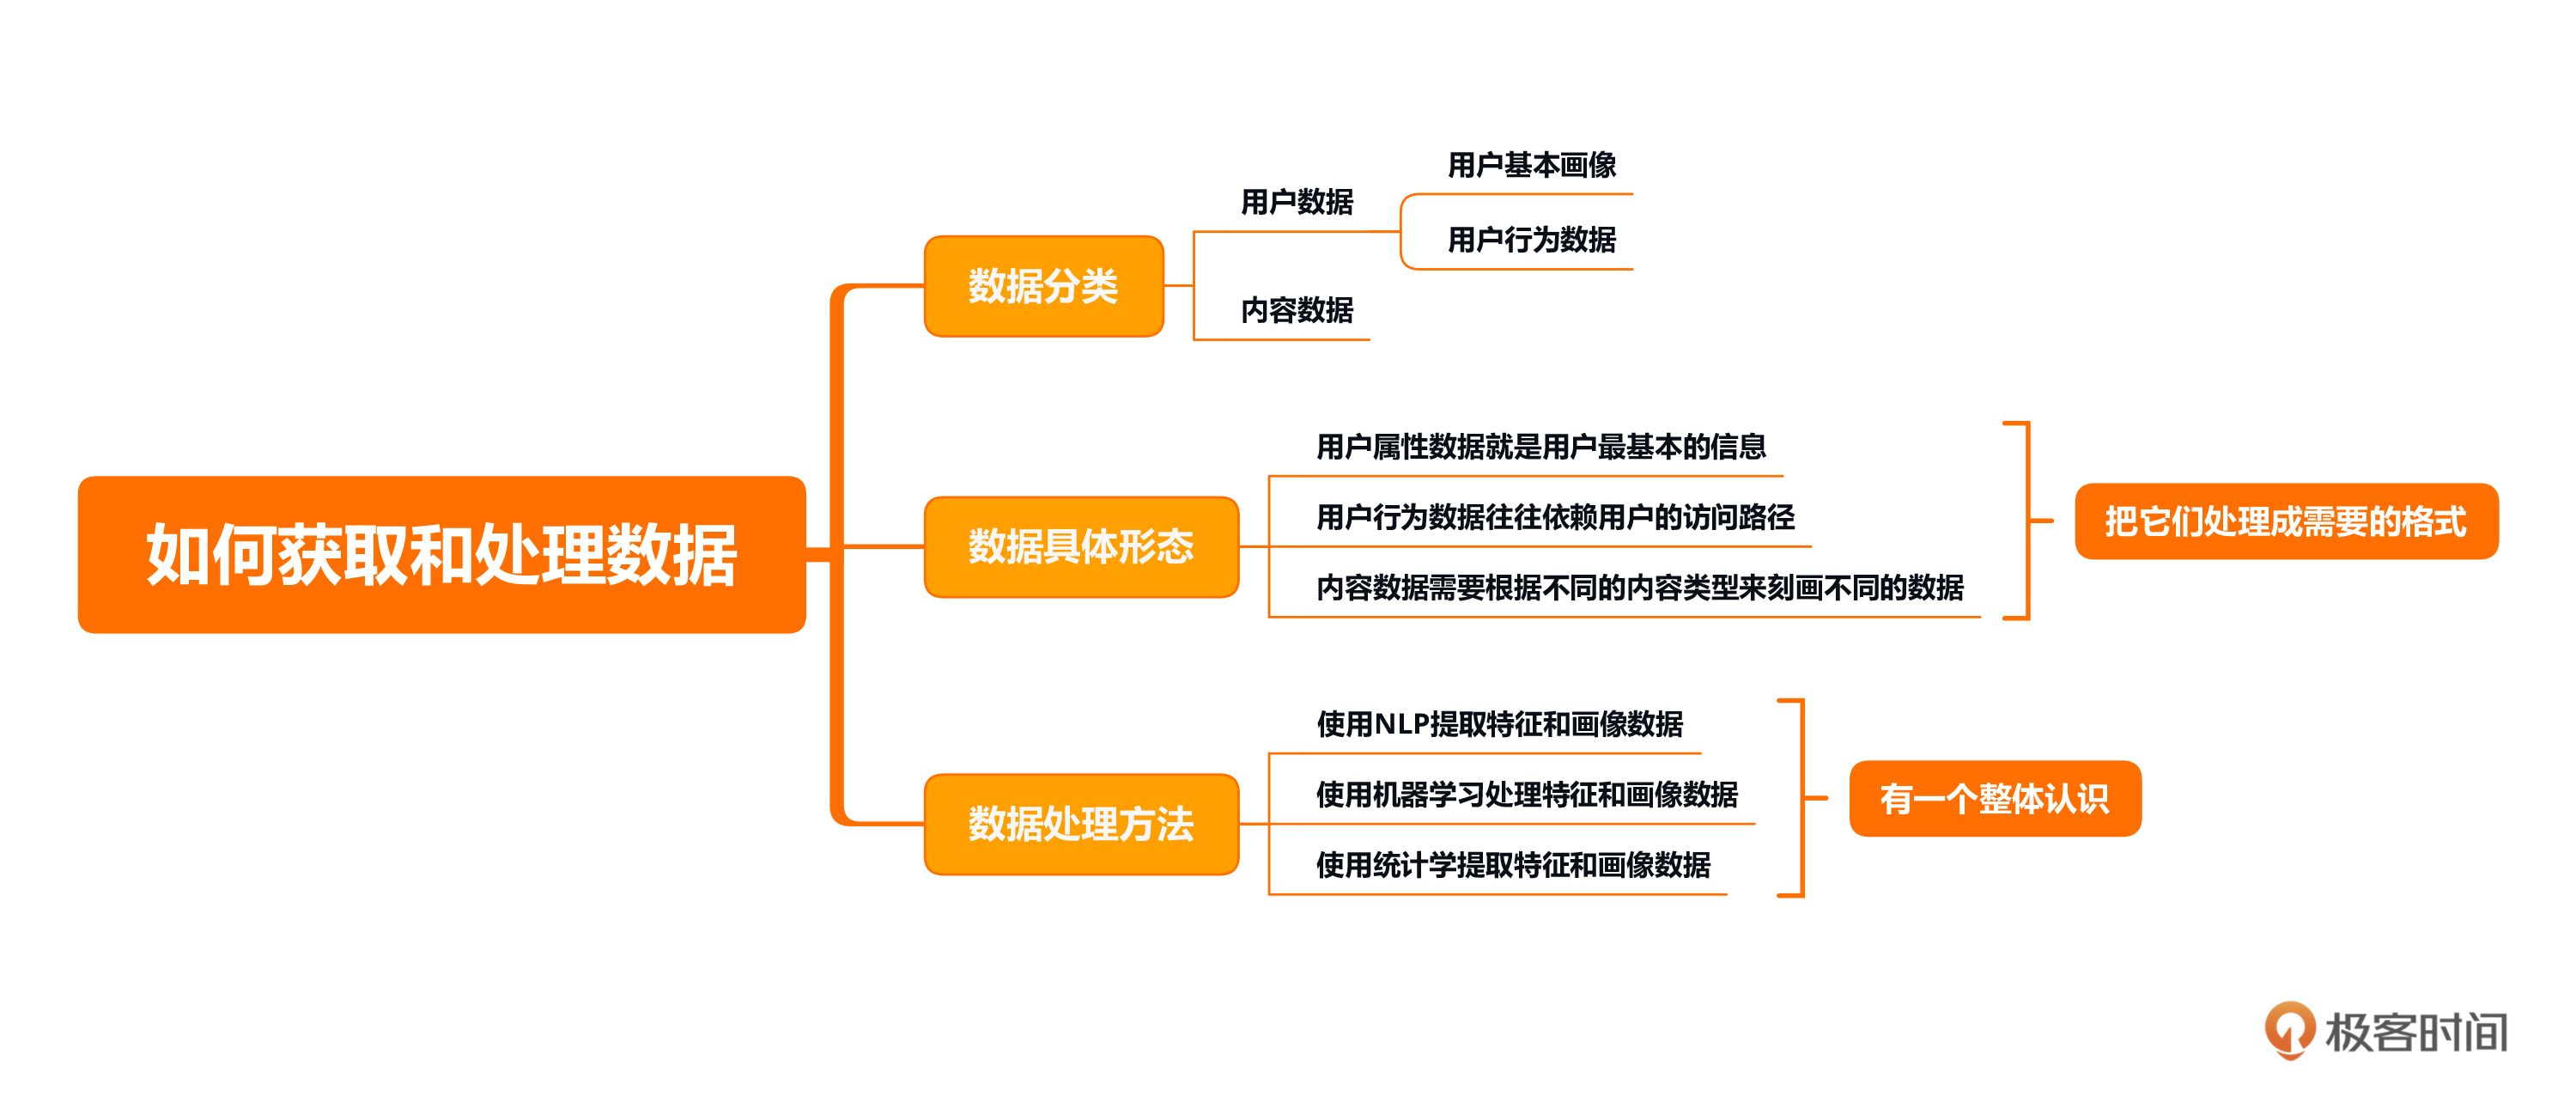 如何获取和处理数据
数据分类
用户数据
用户基本画像
用户行为数据
内容数据
数据具体形态
用户属性数据就是用户最基本的信息
用户行为数据往往依赖用户的访问路径
内容数据需要根据不同的内容类型来刻画不同的数据
把它们处理成需要的格式
数据处理方法
使用NLP提取特征和画像数据
使用机器学习处理特征和画像数据
使用统计学提取特征和画像数据
有一个整体认识
极客时间